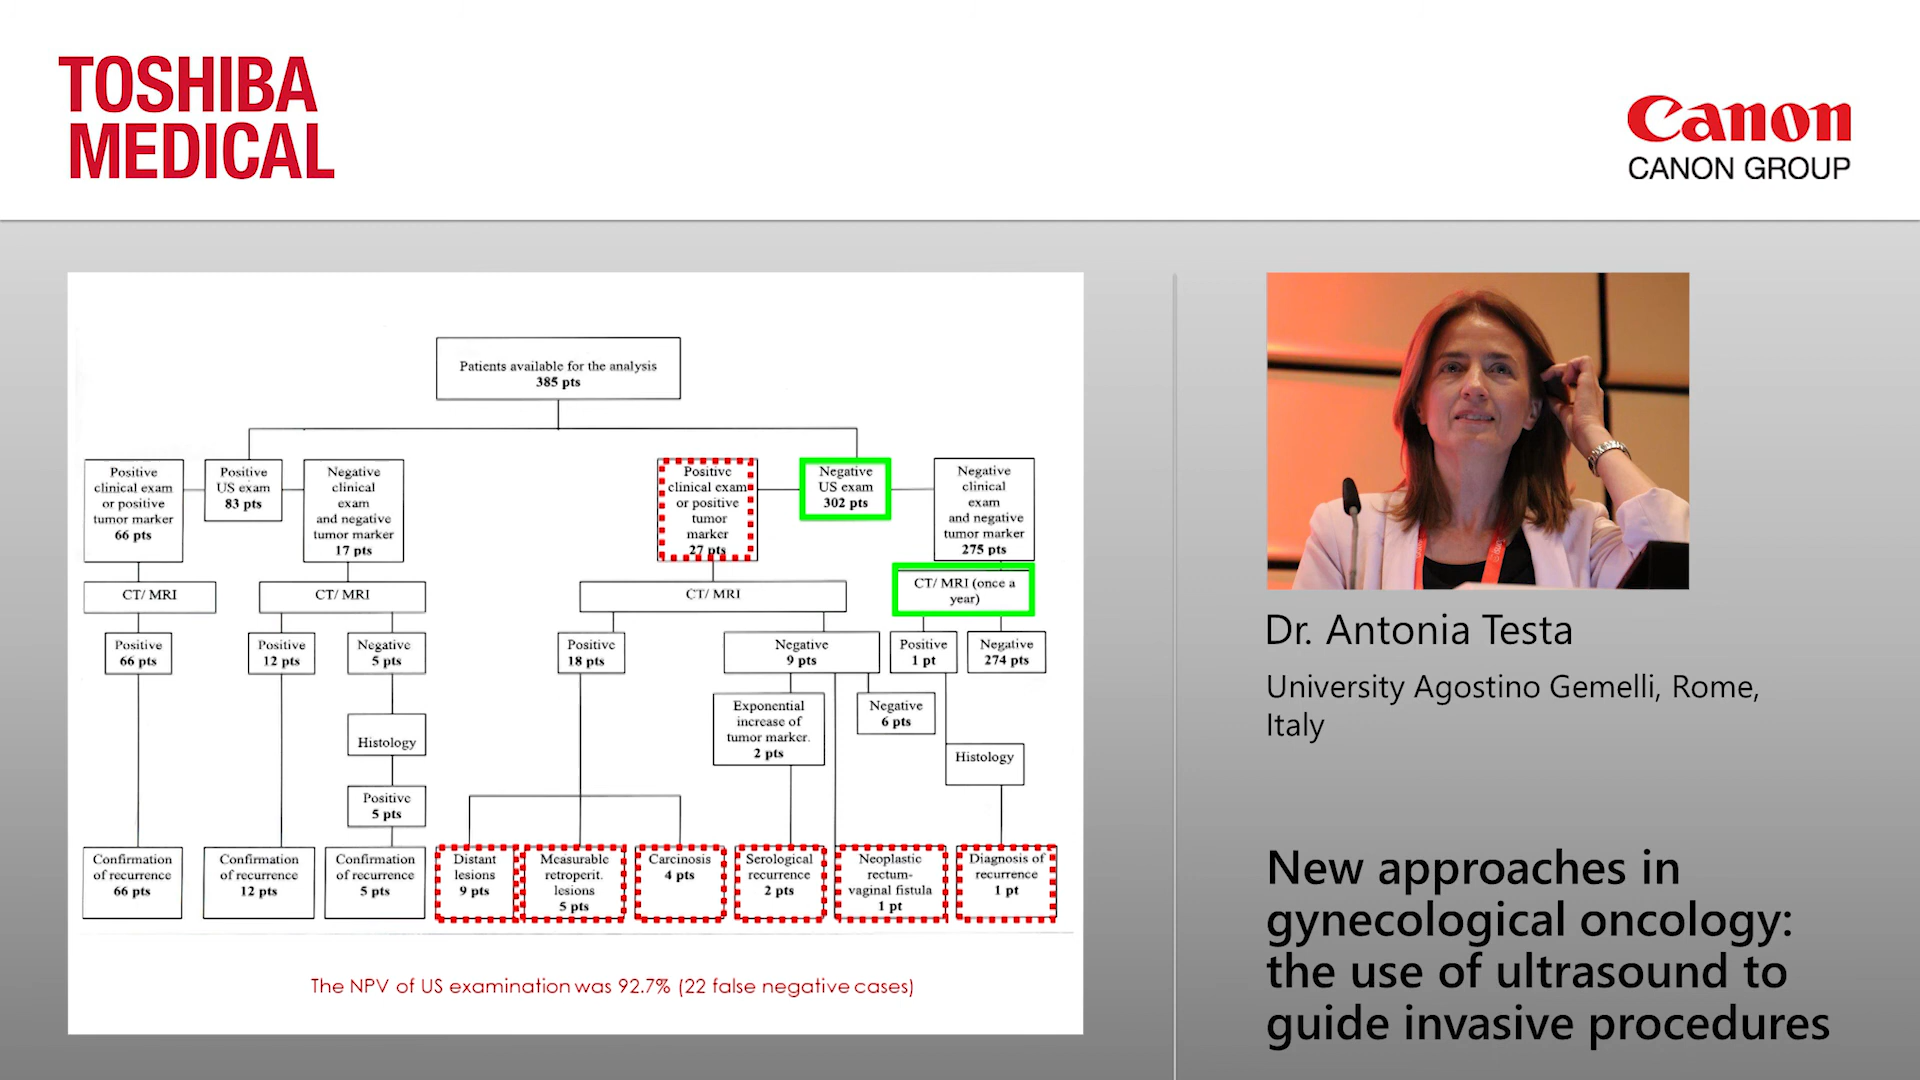 TOSHIBA
MEDICAL
Canon
CANON GROUP
Patients available for the analysis
385 pts
Positive
clinical exam
or positive
tumor marker
66 pts
Positive
US exam
83 pts
Negative
clinical
exam
and negative
tumor marker
17 pts
Positive
clinical exam
or positive
tumor
marker
27 pts
Negative
US exam
302 pts
Negative
clinical
exam
and negative
tumor marker
275 pts
CT/ MRI
CT/ MRI
CT/ MRI
CT/ MRI (once a
year)
Positive
66 pts
Positive
12 pts
Negative
5 pts
Positive
18 pts
Negative
9 pts
Positive
1 pt
Negative
274 pts
Exponential
increase of
tumor marker.
2 pts
Negative
6 pts
Histology
Histology
Positive
5 pts
Confirmation
of recurrence
66 pts
Confirmation
of recurrence
12 pts
Confirmation
of recurrence
5 pts
Distant
lesions
9 pts
Measurable
retroperit.
lesions
5 pts
Carcinosis
4 pts
Serological
recurrence
2 pts
Neoplastic
rectum-
vaginal fistula
1 pt
Diagnosis of
recurrence
1 pt
The NPV of US examination was 92.7% (22 false negative cases)
Dr. Antonia Testa
University Agostino Gemelli, Rome,
Italy
New approaches in
gynecological oncology:
the use of ultrasound to
guide invasive procedures